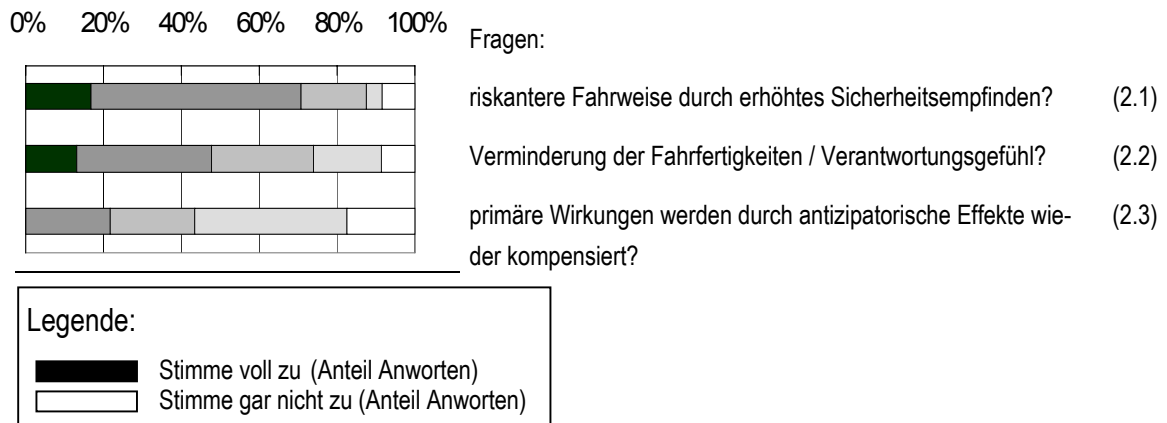 0% 20% 40% 60% 80% 100%
Fragen:
riskantere Fahrweise durch erhöhtes Sicherheitsempfinden? (2.1)
Verminderung der Fahrfertigkeiten / Verantwortungsgefühl? (2.2)
primäre Wirkungen werden durch antizipatorische Effekte wie- (2.3)
der kompensiert?
Legende:
Stimme voll zu (Anteil Anworten)
Stimme gar nicht zu (Anteil Anworten)